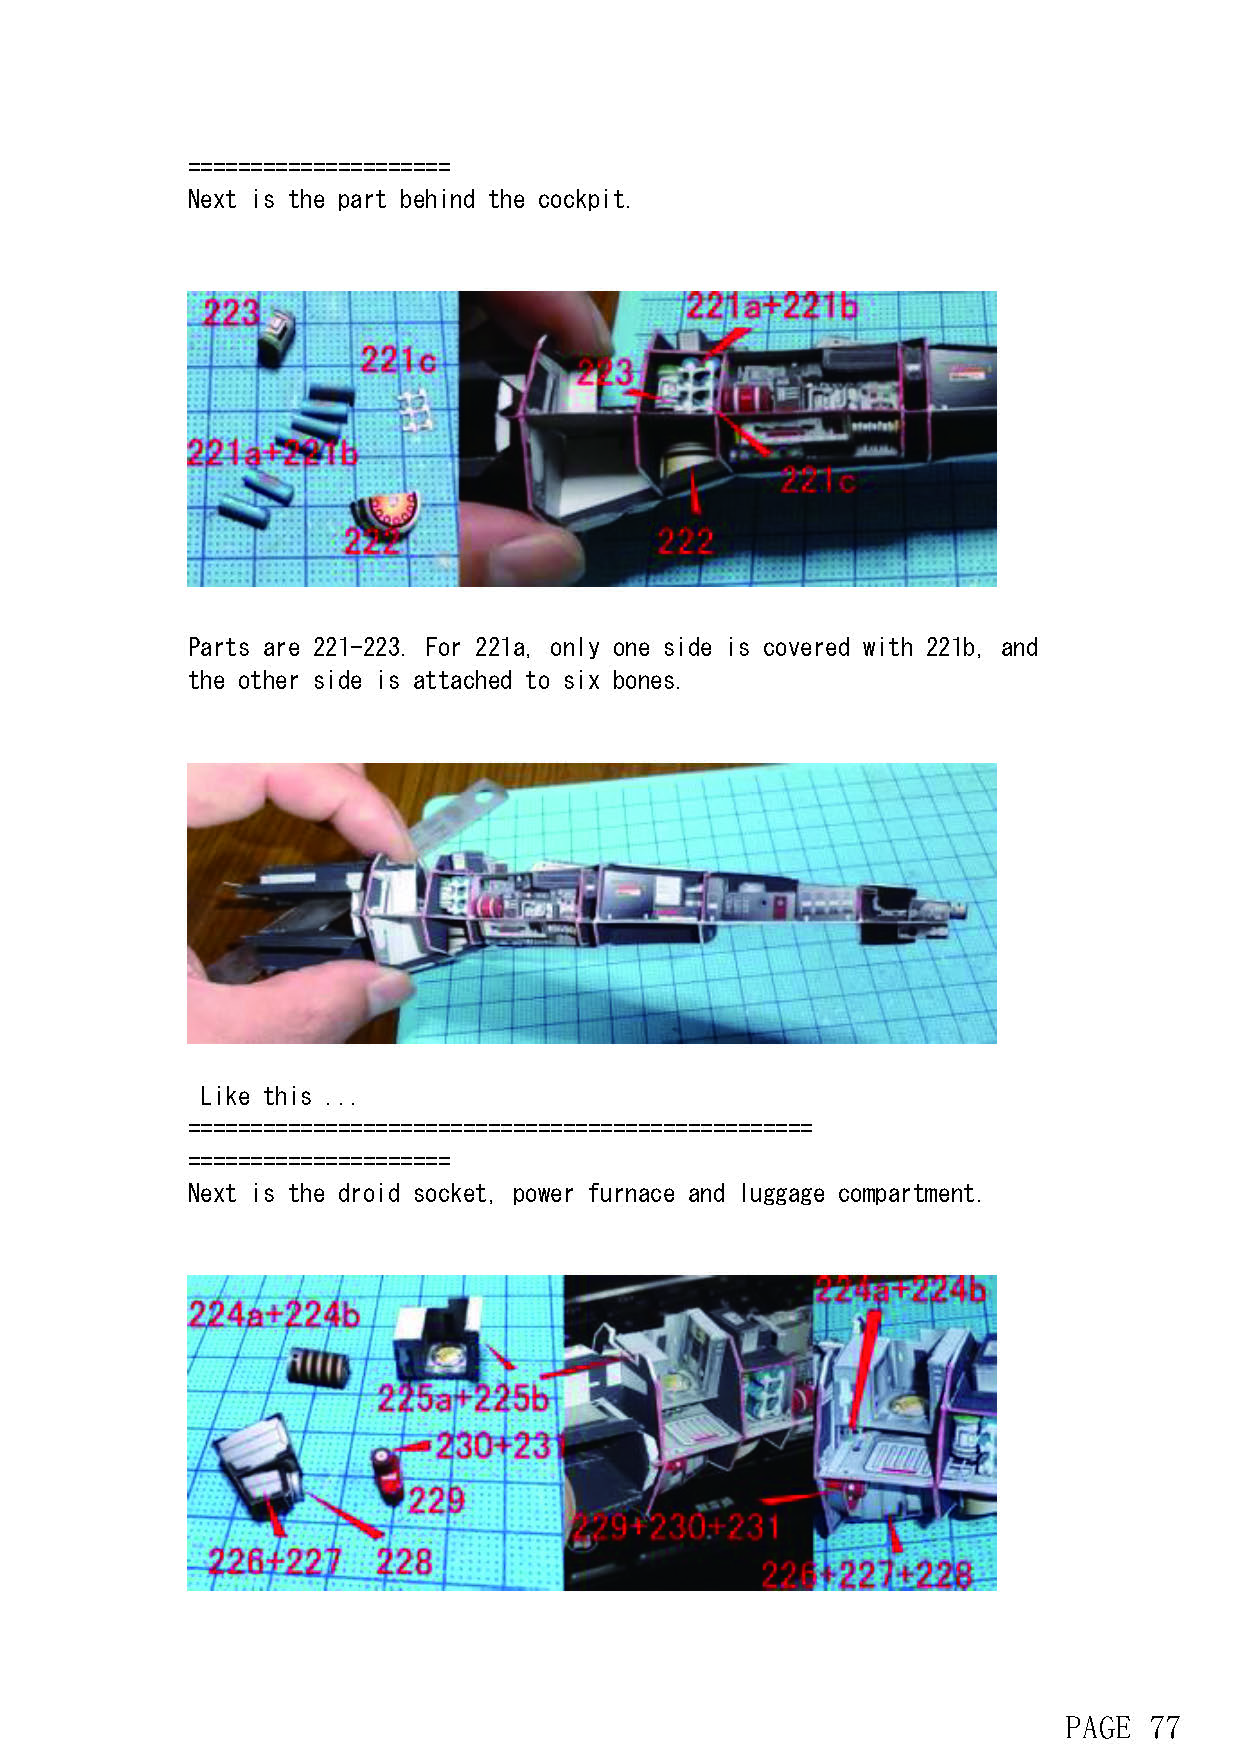 =====================
Next is the part behind the cockpit.
223
221c
221a+221b
222
221a+221b
223
221c
222
Parts are 221-223. For 221a, only one side is covered with 221b, and
the other side is attached to six bones.
Like this ...
==================================================
=====================
Next is the droid socket, power furnace and luggage compartment.
224a+224b
225a+225b
230+231
229
226+227
228
224a+224b
229+230+231
226+227+228
PAGE 77